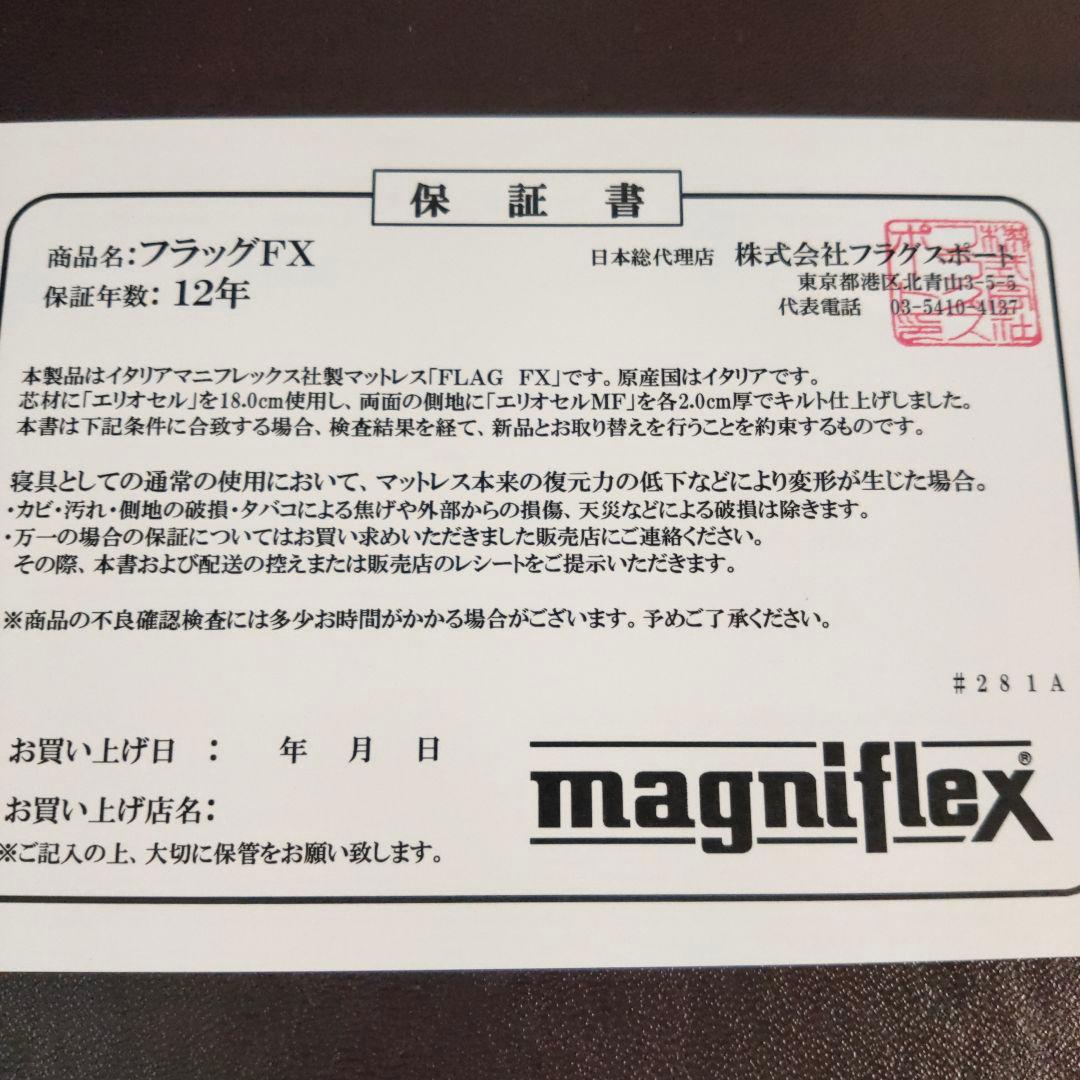 保証書
商品名:フラッグFX
保証年数: 12年
日本総代理店 株式会社フラグスポート
東京都港区北青山3-5-5
代表電話 03-5410-4137
本製品はイタリアマニフレックス社製マットレス「FLAG FX」です。原産国はイタリアです。
芯材に「エリオセル」を18.0cm使用し、両面の側地に「エリオセルMF」を各2.0cm厚でキルト仕上げしました。
本書は下記条件に合致する場合、検査結果を経て、新品とお取り替えを行うことを約束するものです。
寝具としての通常の使用において、マットレス本来の復元力の低下などにより変形が生じた場合。
・カビ・汚れ・側地の破損・タバコによる焦げや外部からの損傷、天災などによる破損は除きます。
・万一の場合の保証についてはお買い求めいただきました販売店にご連絡ください。
その際、本書および配送の控えまたは販売店のレシートをご提示いただきます。
※商品の不良確認検査には多少お時間がかかる場合がございます。予めご了承ください。
#281A
お買い上げ日 : 年 月 日
お買い上げ店名:
※ご記入の上、大切に保管をお願い致します。
magniflex®